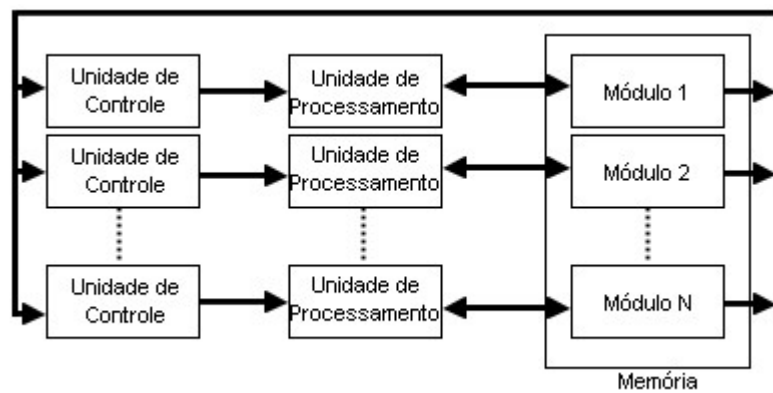 Unidade de
Controle
Unidade de
Processamento
Módulo 1
Unidade de
Controle
Unidade de
Processamento
Módulo 2
Unidade de
Controle
Unidade de
Processamento
Módulo N
Memória